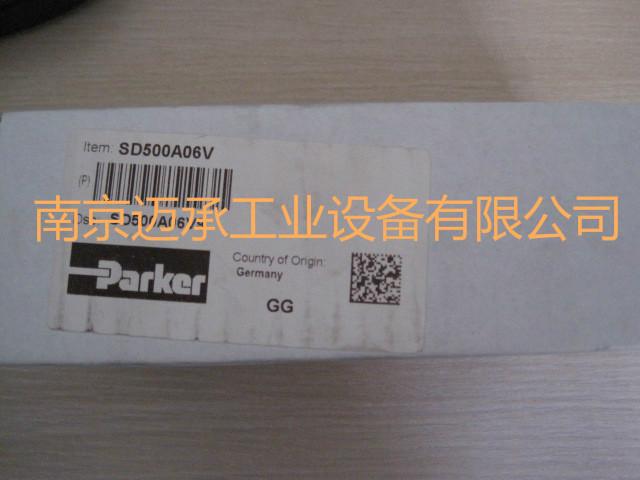 Item: SD500A06V
(P)
南京迈承工业设备有限公司
SD500A06V
Parker
Country of Origin:
Germany
GG